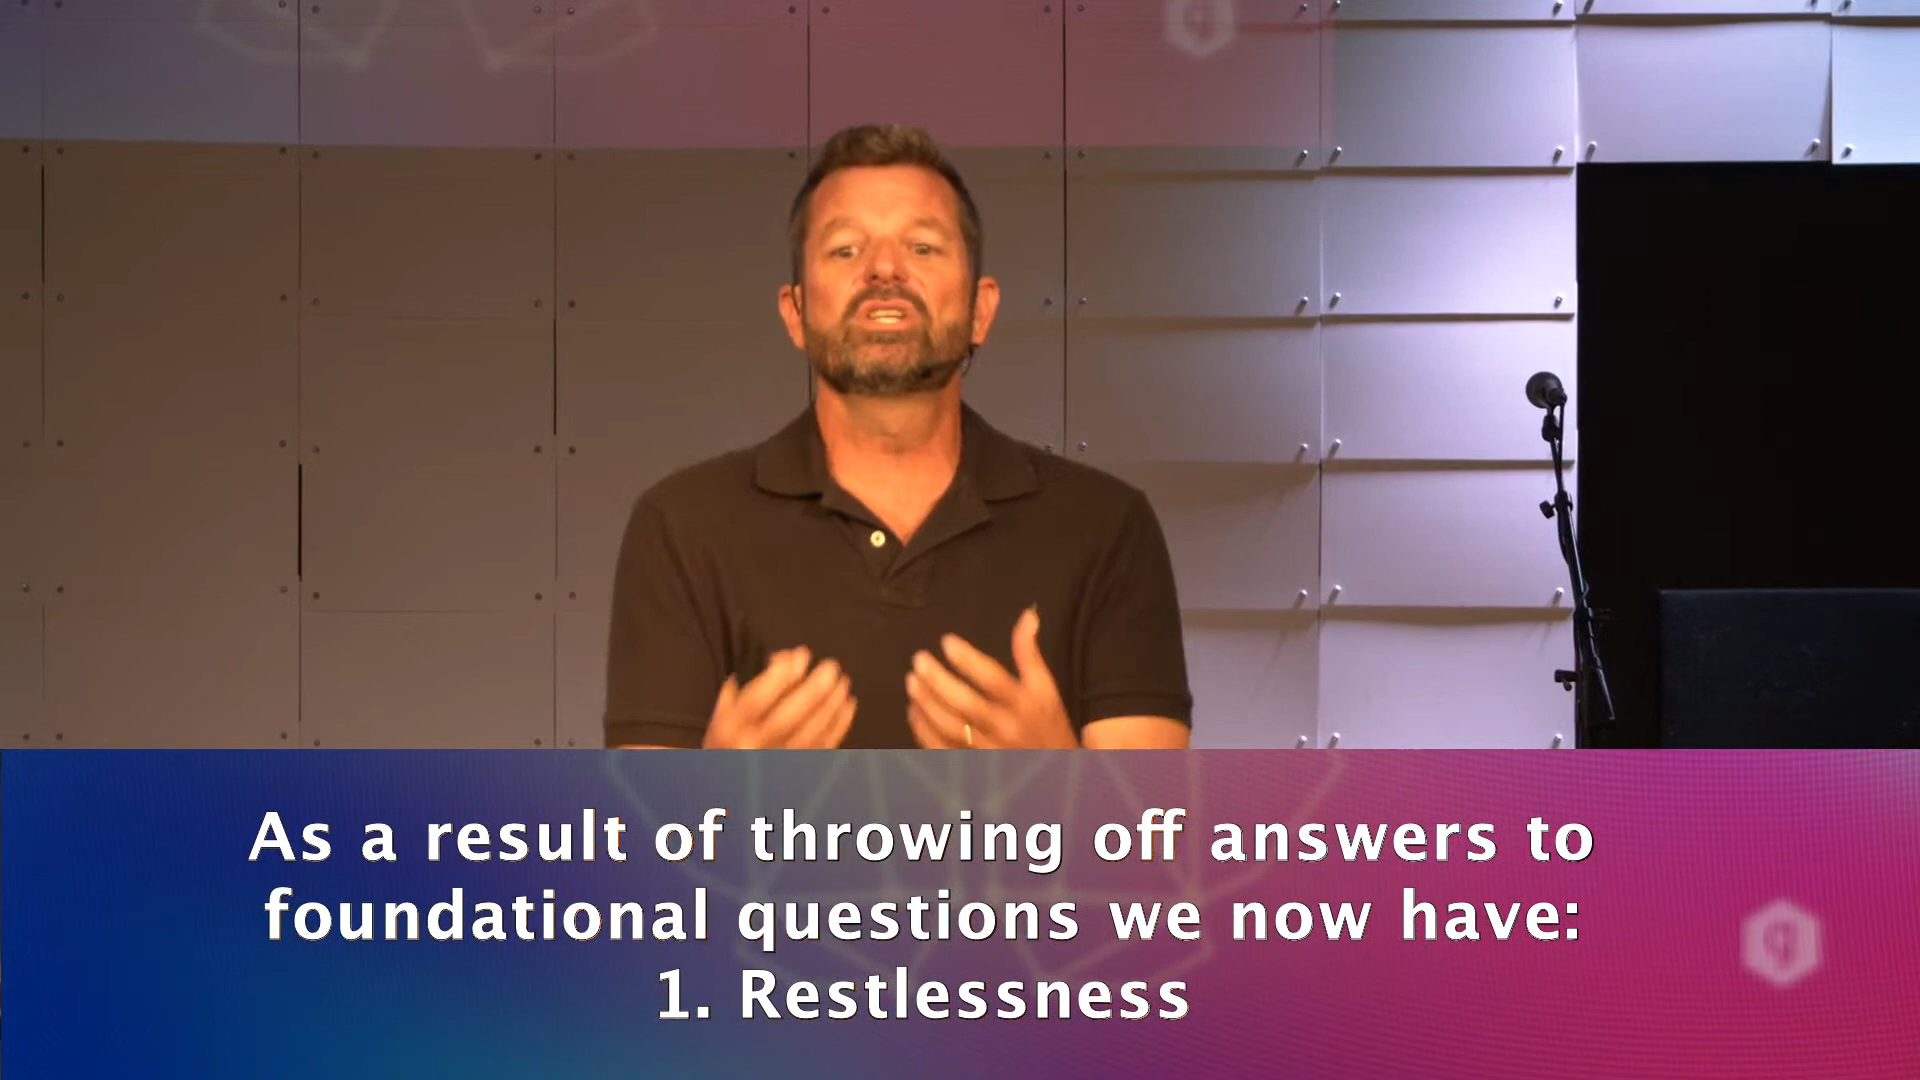 As a result of throwing off answers to
foundational questions we now have:
1. Restlessness